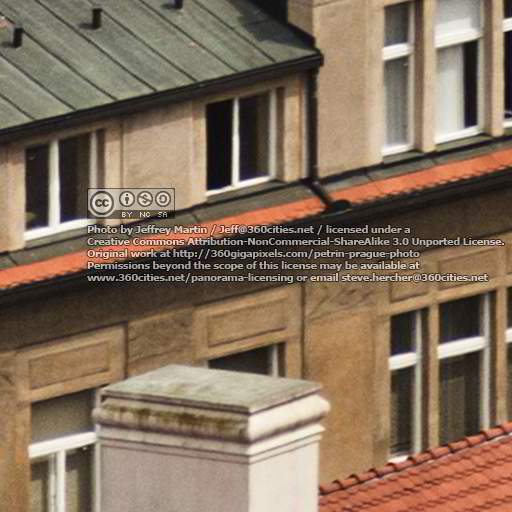 cc BY NC SA
Photo by Jeffrey Martin / Jeff@360cities.net / licensed under a
Creative Commons Attribution-NonCommercial-ShareAlike 3.0 Unported License.
Original work at http://360gigapixels.com/petrin-prague-photo
Permissions beyond the scope of this license may be available at
www.360cities.net/panorama-licensing or email steve.hercher@360cities.net